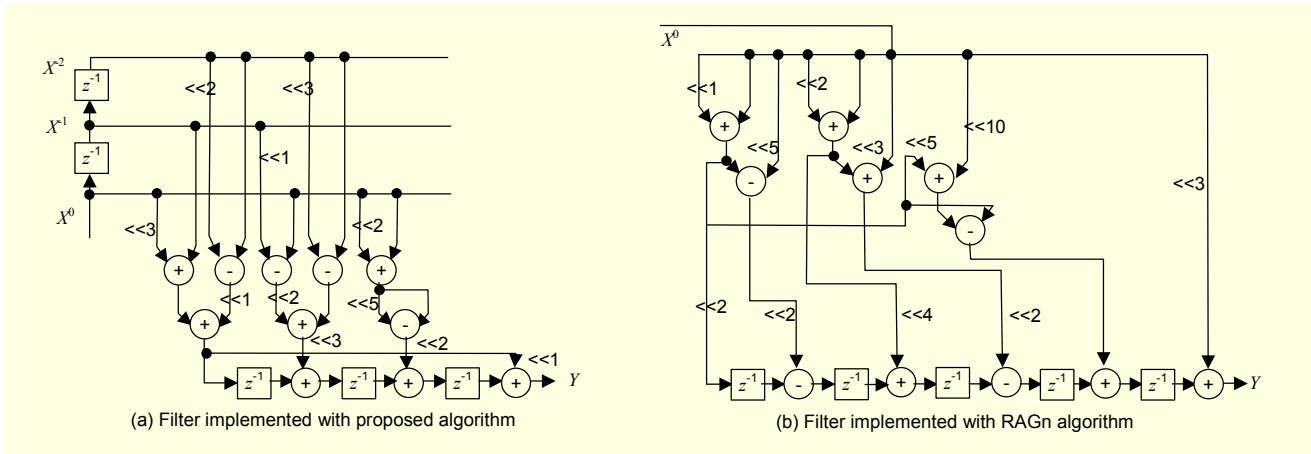 X⁻²
z⁻¹
<<2
<<3
X⁻¹
z⁻¹
<<1
X⁰
<<3
<<2
+
-
-
-
+
<<1
<<2
<<5
+
+
-
<<3
<<2
<<1
z⁻¹
+
z⁻¹
+
z⁻¹
+
Y
(a) Filter implemented with proposed algorithm
X⁰
<<1
<<2
+
+
<<10
<<5
<<3
<<5
-
+
+
<<3
-
<<2
<<2
<<4
<<2
z⁻¹
-
z⁻¹
+
z⁻¹
-
z⁻¹
+
z⁻¹
+
Y
(b) Filter implemented with RAGn algorithm